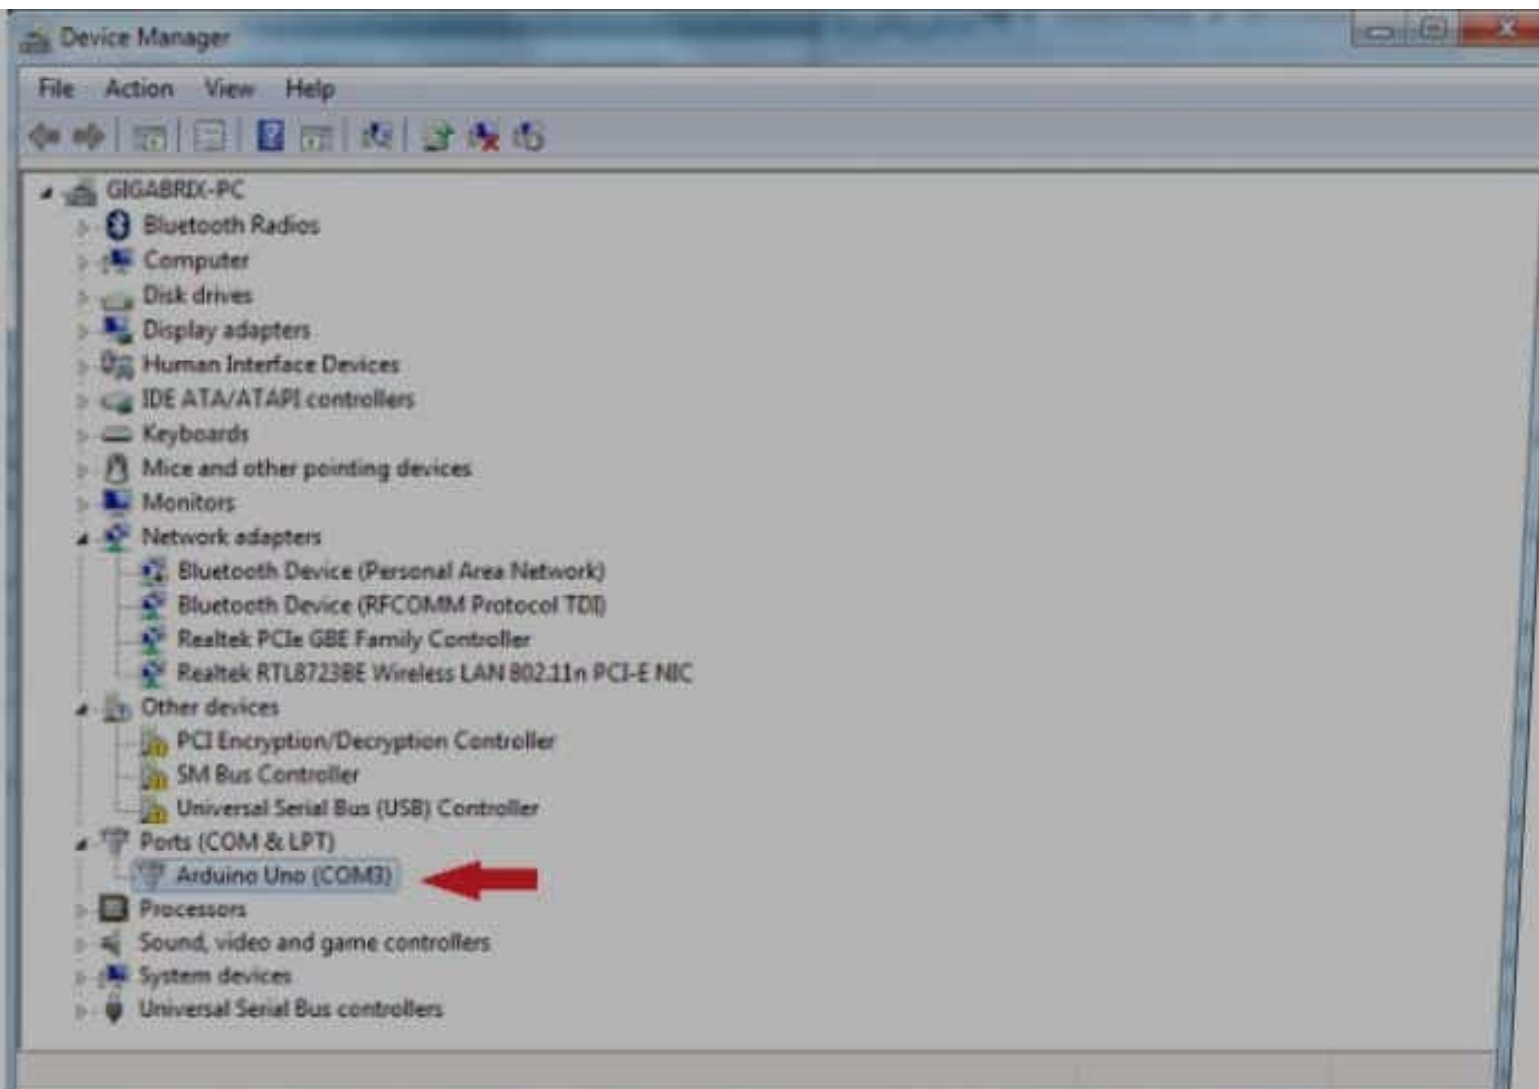 Device Manager
File Action View Help
GIGABRIX-PC
Bluetooth Radios
Computer
Disk drives
Display adapters
Human Interface Devices
IDE ATA/ATAPI controllers
Keyboards
Mice and other pointing devices
Monitors
Network adapters
Bluetooth Device (Personal Area Network)
Bluetooth Device (RFCOMM Protocol TDI)
Realtek PCIe GBE Family Controller
Realtek RTL8723BE Wireless LAN 802.11n PCI-E NIC
Other devices
PCI Encryption/Decryption Controller
SM Bus Controller
Universal Serial Bus (USB) Controller
Ports (COM & LPT)
Arduino Uno (COM3)
Processors
Sound, video and game controllers
System devices
Universal Serial Bus controllers